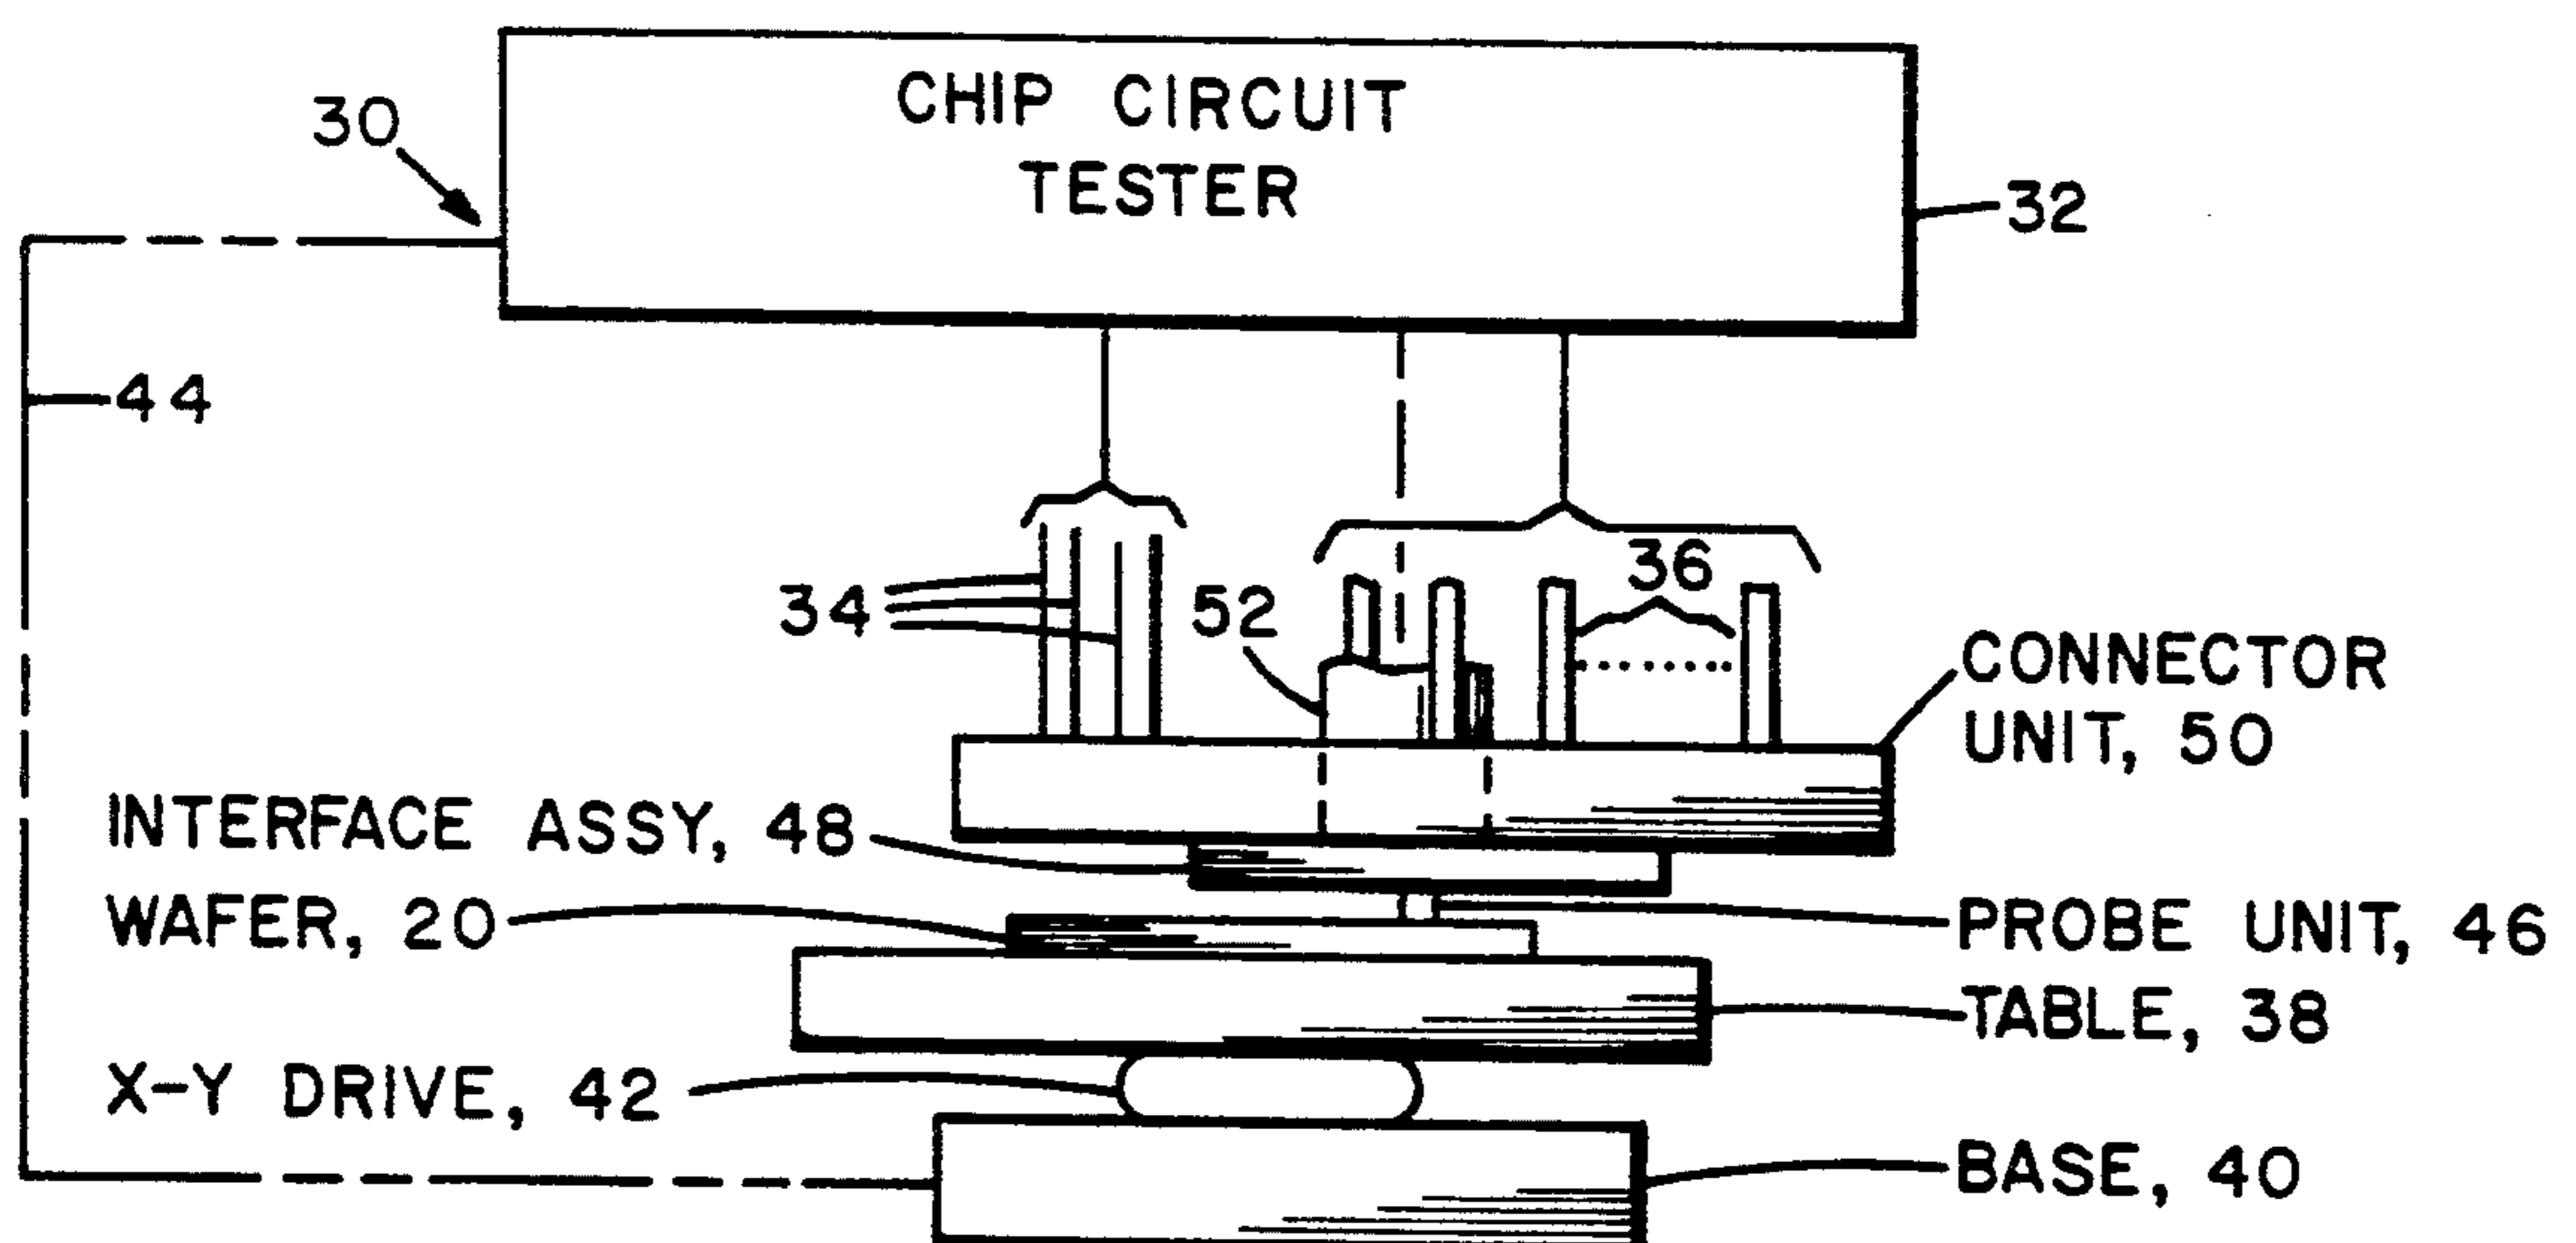 CHIP CIRCUIT
TESTER
30
32
44
34
52
36
CONNECTOR
UNIT, 50
INTERFACE ASSY, 48
WAFER, 20
PROBE UNIT, 46
TABLE, 38
X-Y DRIVE, 42
BASE, 40